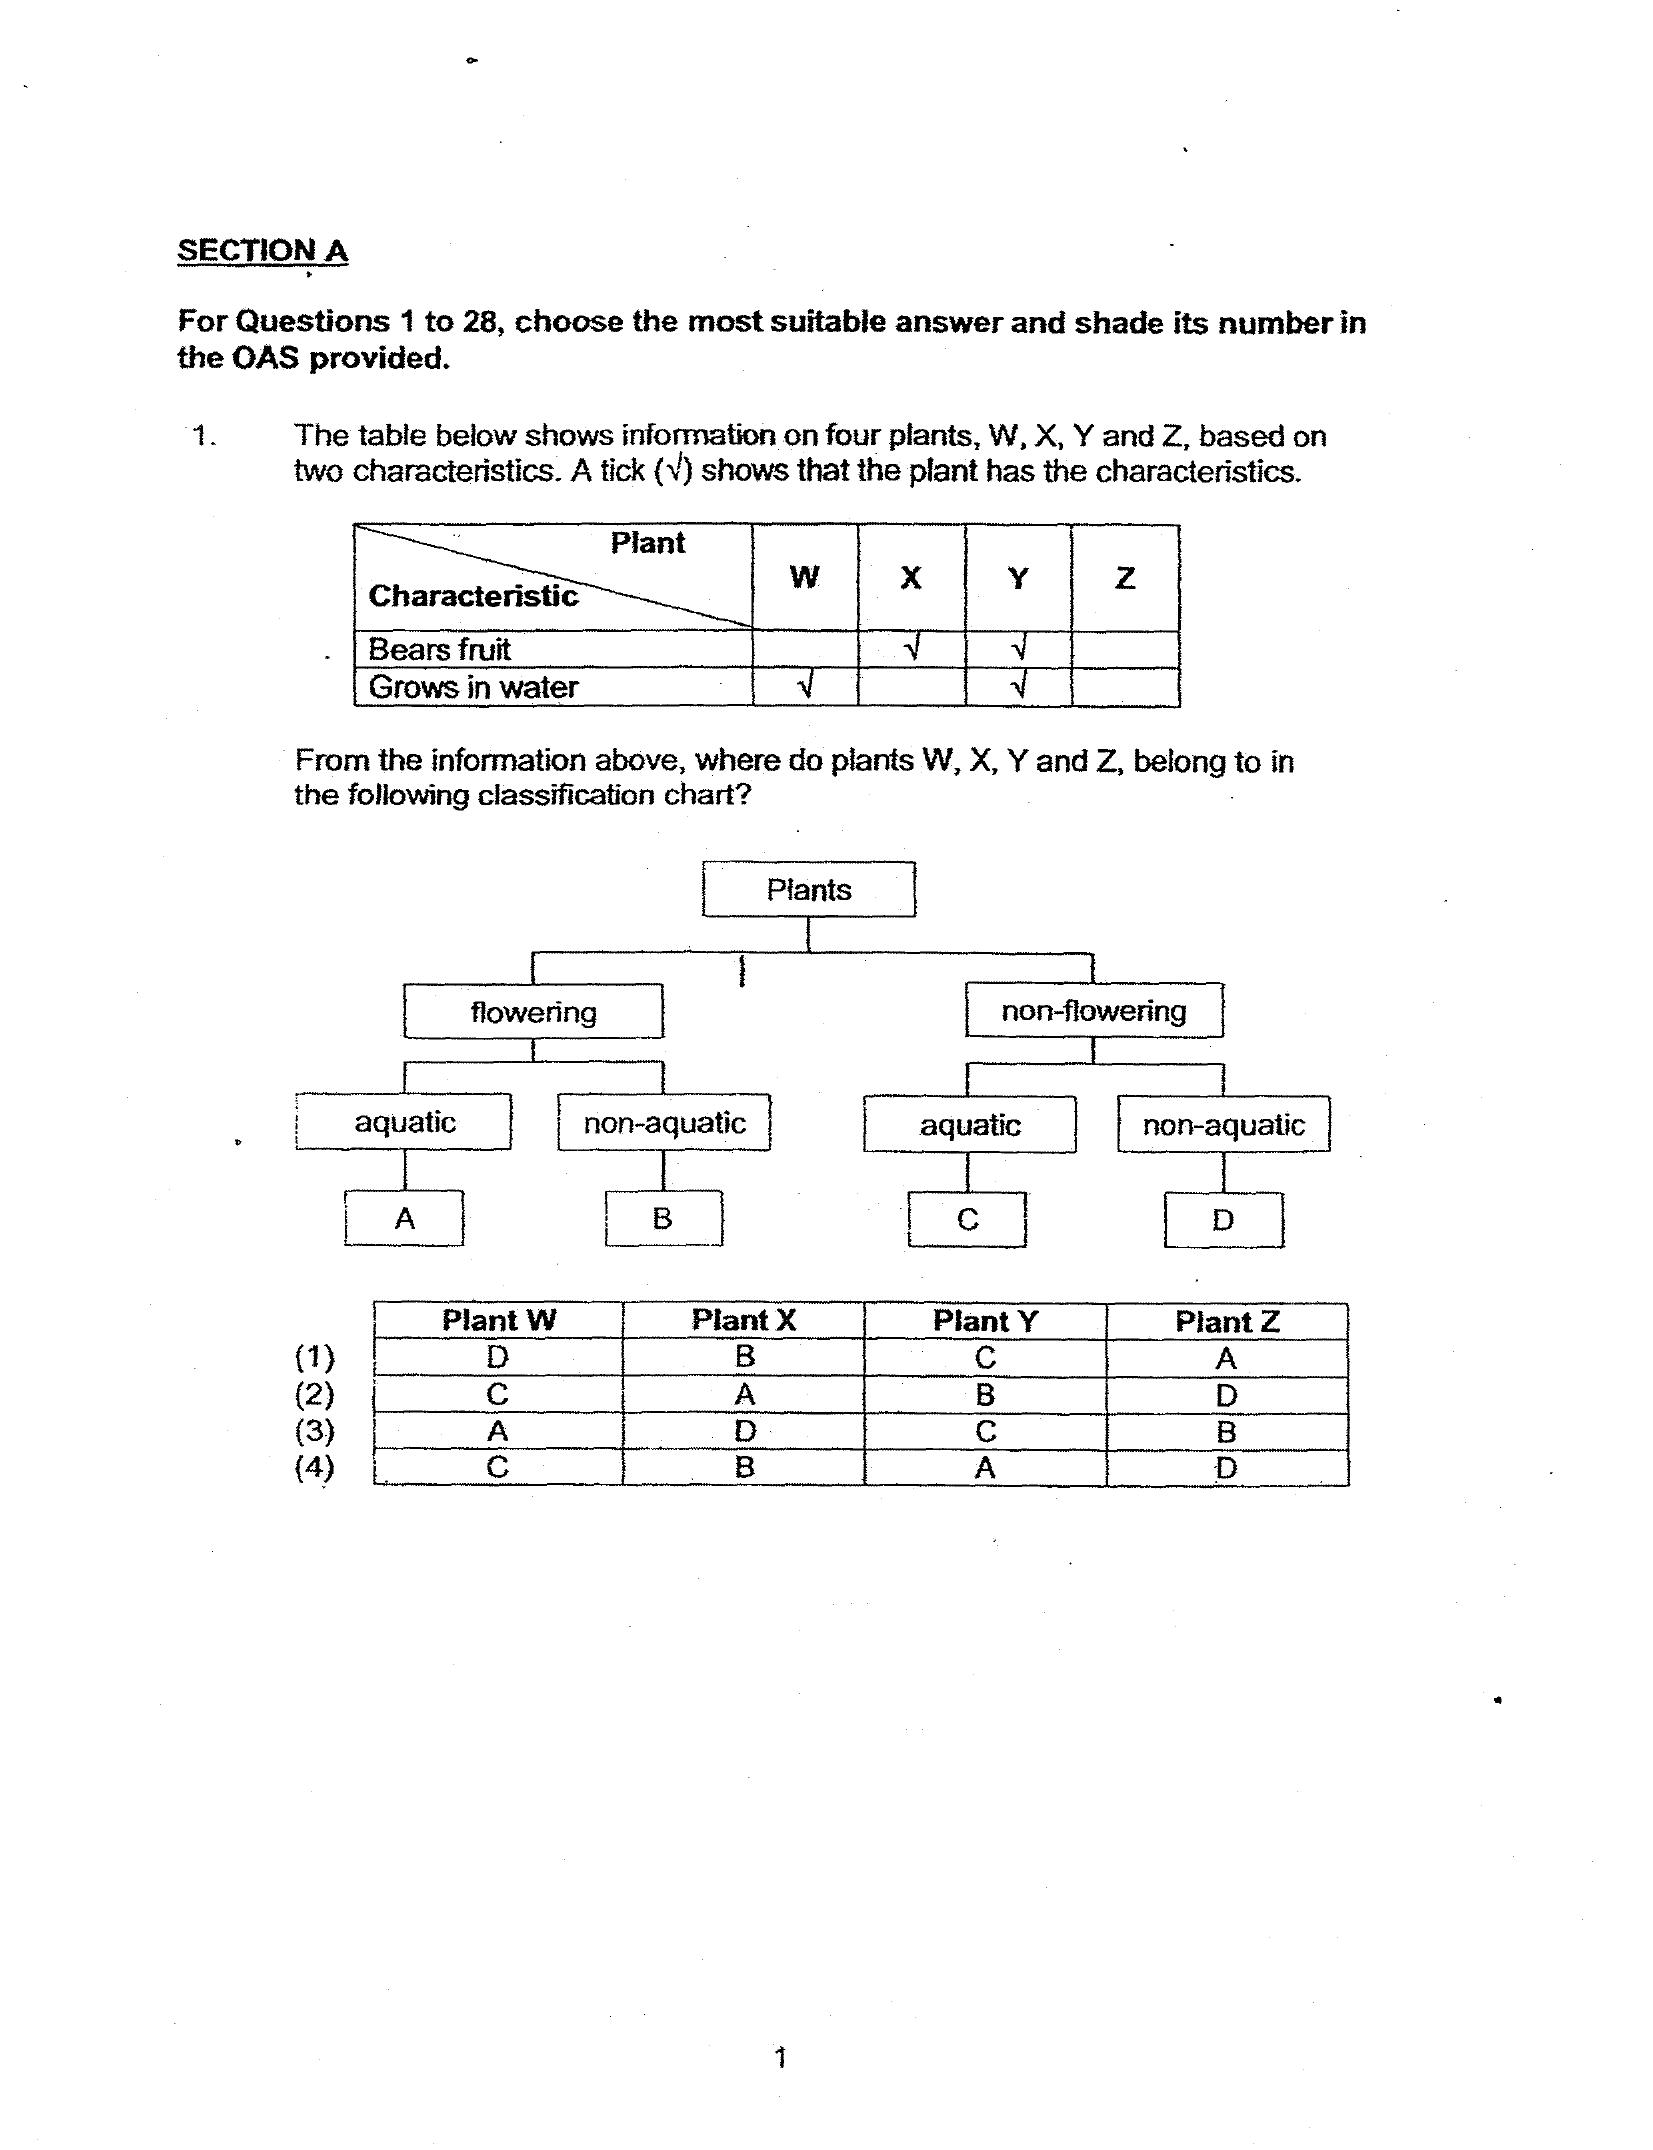 SECTION A
For Questions 1 to 28, choose the most suitable answer and shade its number in
the OAS provided.
1. The table below shows information on four plants, W, X, Y and Z, based on
two characteristics. A tick (√) shows that the plant has the characteristics.
Plant
Characteristic W X Y Z
Bears fruit √ √
Grows in water √ √
From the information above, where do plants W, X, Y and Z, belong to in
the following classification chart?
Plants
flowering non-flowering
aquatic non-aquatic aquatic non-aquatic
A B C D
Plant W Plant X Plant Y Plant Z
(1) D B C A
(2) C A B D
(3) A D C B
(4) C B A D
1